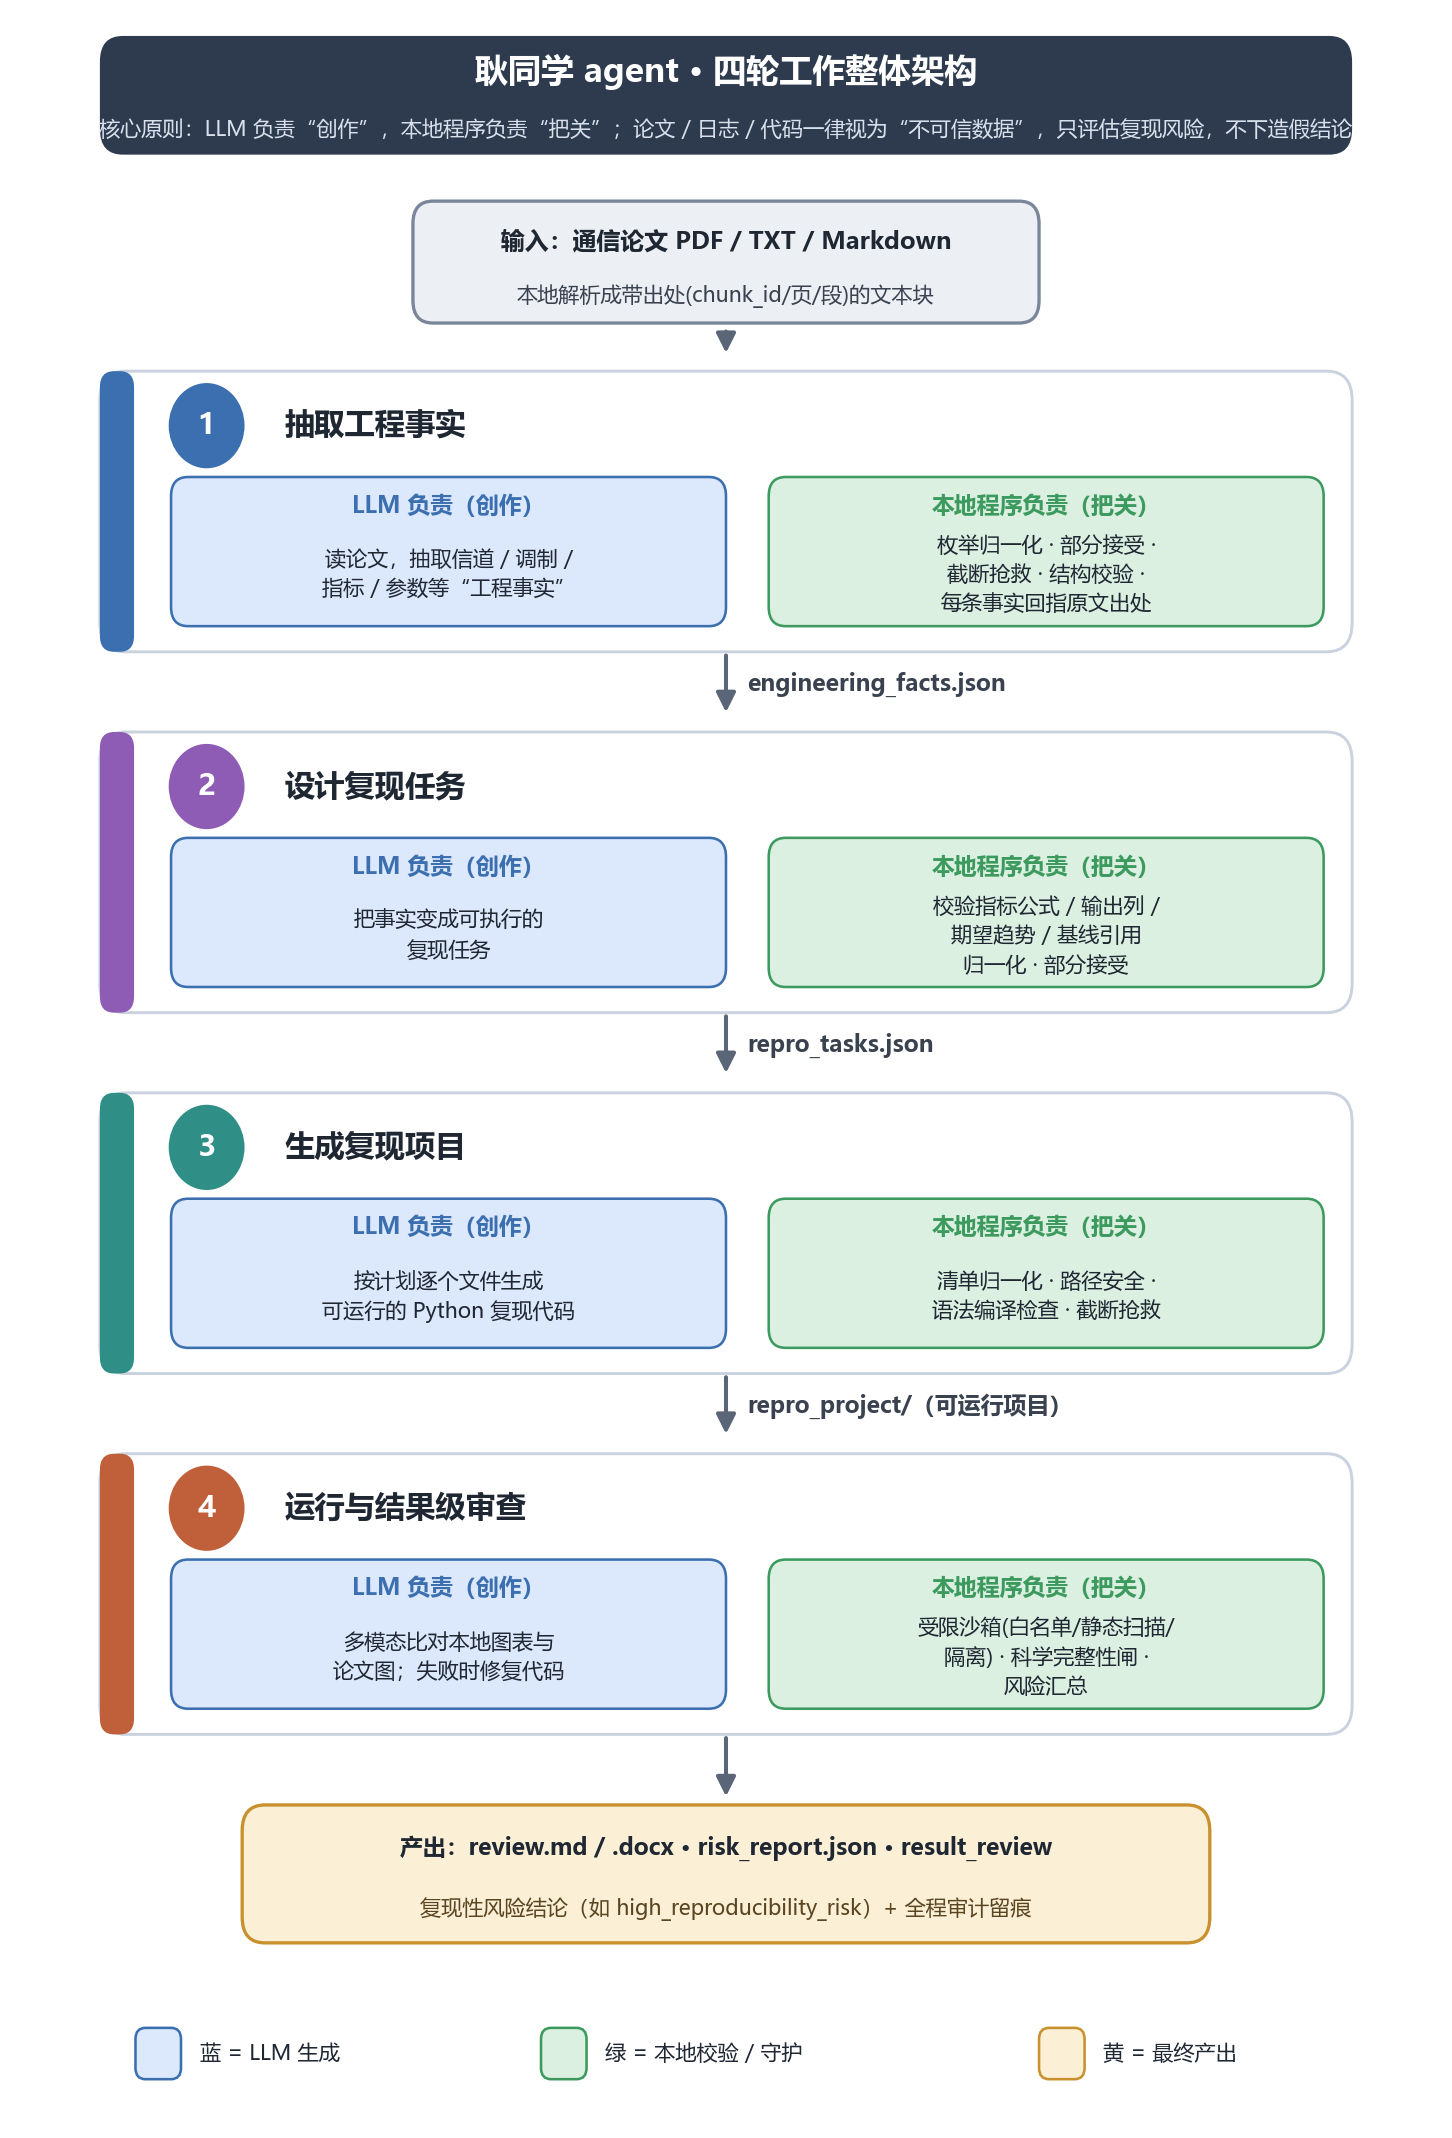 耿同学 agent • 四轮工作整体架构
核心原则：LLM 负责“创作”，本地程序负责“把关”；论文 / 日志 / 代码一律视为“不可信数据”，只评估复现风险，不下造假结论
输入：通信论文 PDF / TXT / Markdown
本地解析成带出处(chunk_id/页/段)的文本块
1
抽取工程事实
LLM 负责（创作）
读论文，抽取信道 / 调制 /
指标 / 参数等“工程事实”
本地程序负责（把关）
枚举归一化 · 部分接受 ·
截断抢救 · 结构校验 ·
每条事实回指原文出处
engineering_facts.json
2
设计复现任务
LLM 负责（创作）
把事实变成可执行的
复现任务
本地程序负责（把关）
校验指标公式 / 输出列 /
期望趋势 / 基线引用
归一化 · 部分接受
repro_tasks.json
3
生成复现项目
LLM 负责（创作）
按计划逐个文件生成
可运行的 Python 复现代码
本地程序负责（把关）
清单归一化 · 路径安全 ·
语法编译检查 · 截断抢救
repro_project/（可运行项目）
4
运行与结果级审查
LLM 负责（创作）
多模态比对本地图表与
论文图；失败时修复代码
本地程序负责（把关）
受限沙箱(白名单/静态扫描/
隔离) · 科学完整性闸 ·
风险汇总
产出：review.md / .docx • risk_report.json • result_review
复现性风险结论（如 high_reproducibility_risk）+ 全程审计留痕
蓝 = LLM 生成
绿 = 本地校验 / 守护
黄 = 最终产出